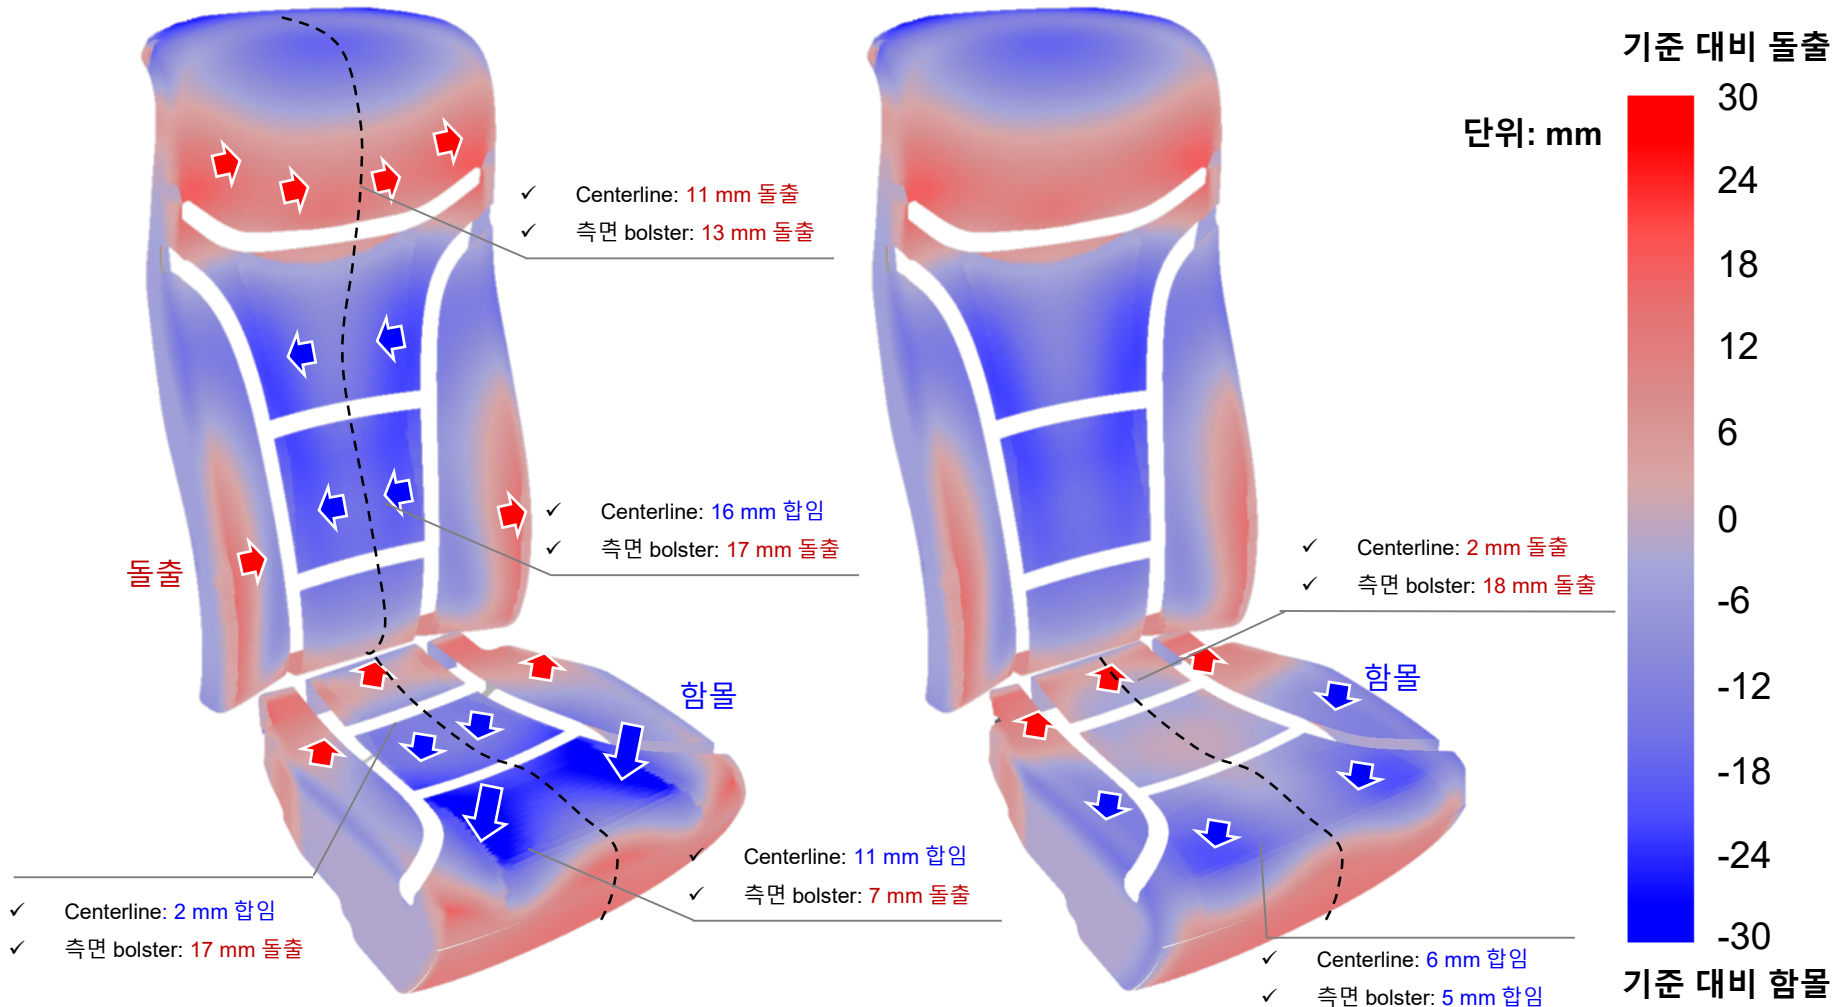 기준 대비 돌출
단위: mm
30
24
18
12
6
0
-6
-12
-18
-24
-30
기준 대비 함몰
✓ Centerline: 11 mm 돌출
✓ 측면 bolster: 13 mm 돌출
✓ Centerline: 16 mm 합임
✓ 측면 bolster: 17 mm 돌출
돌출
함몰
✓ Centerline: 2 mm 돌출
✓ 측면 bolster: 18 mm 돌출
함몰
✓ Centerline: 11 mm 합임
✓ 측면 bolster: 7 mm 돌출
✓ Centerline: 2 mm 합임
✓ 측면 bolster: 17 mm 돌출
✓ Centerline: 6 mm 합임
✓ 측면 bolster: 5 mm 합임